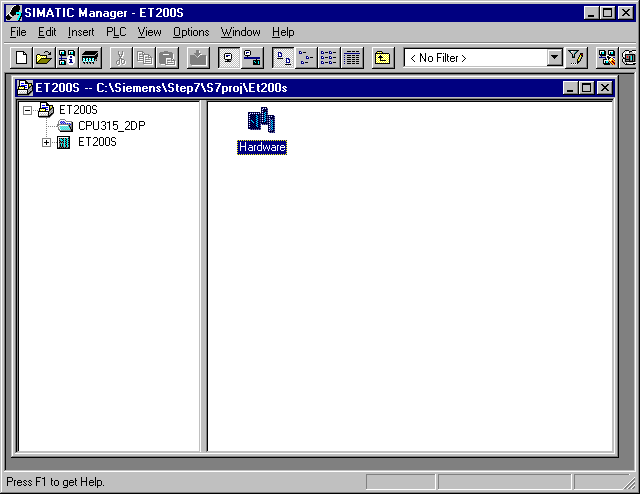 SIMATIC Manager - ET200S
File Edit Insert PLC View Options Window Help
< No Filter >
ET200S -- C:\Siemens\Step7\S7proj\Et200s
ET200S
CPU315_2DP
ET200S
Hardware
Press F1 to get Help.